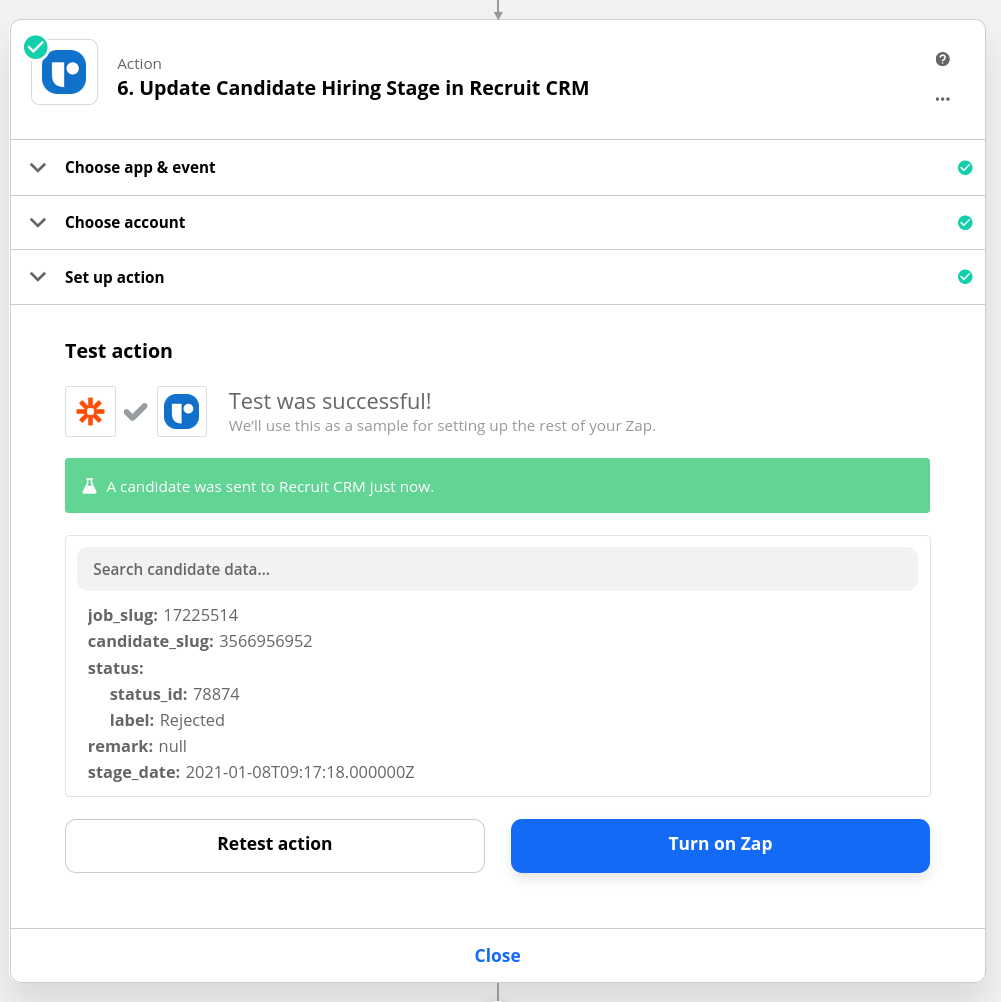 Action
6. Update Candidate Hiring Stage in Recruit CRM
Choose app & event
Choose account
Set up action
Test action
Test was successful!
We’ll use this as a sample for setting up the rest of your Zap.
A candidate was sent to Recruit CRM just now.
Search candidate data...
job_slug: 17225514
candidate_slug: 3566956952
status:
status_id: 78874
label: Rejected
remark: null
stage_date: 2021-01-08T09:17:18.000000Z
Retest action
Turn on Zap
Close